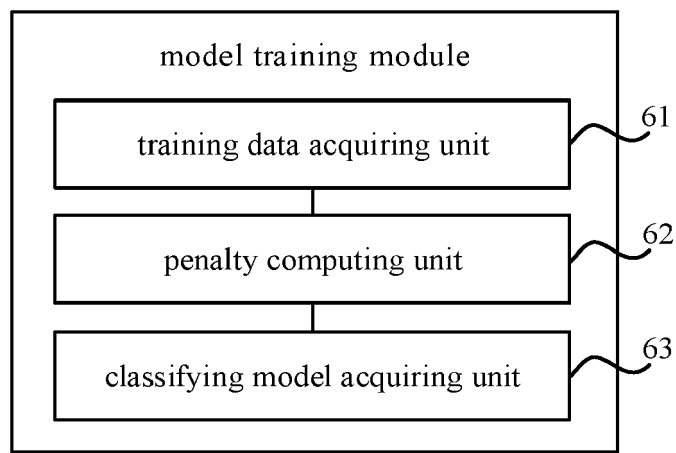 model training module
training data acquiring unit
61
penalty computing unit
62
classifying model acquiring unit
63